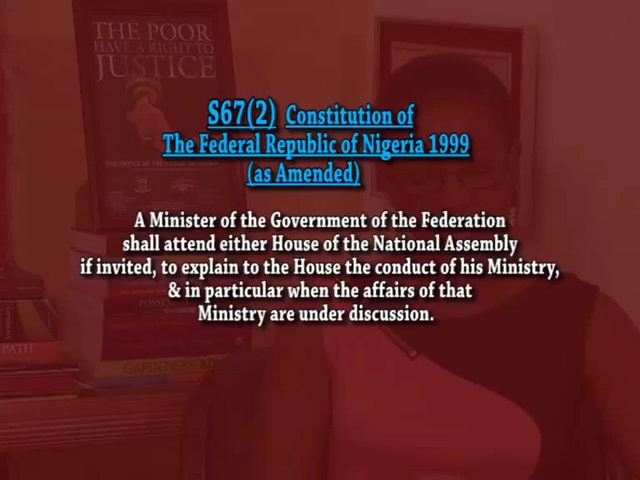 THE POOR
HAVE A RIGHT TO
JUSTICE
S67(2) Constitution of
The Federal Republic of Nigeria 1999
(as Amended)
A Minister of the Government of the Federation
shall attend either House of the National Assembly
if invited, to explain to the House the conduct of his Ministry,
& in particular when the affairs of that
Ministry are under discussion.